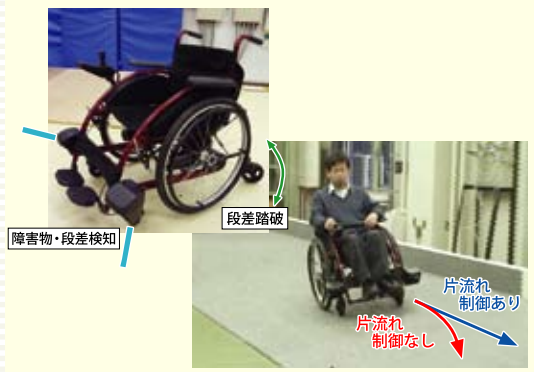 障害物・段差検知
段差踏破
片流れ
制御あり
片流れ
制御なし